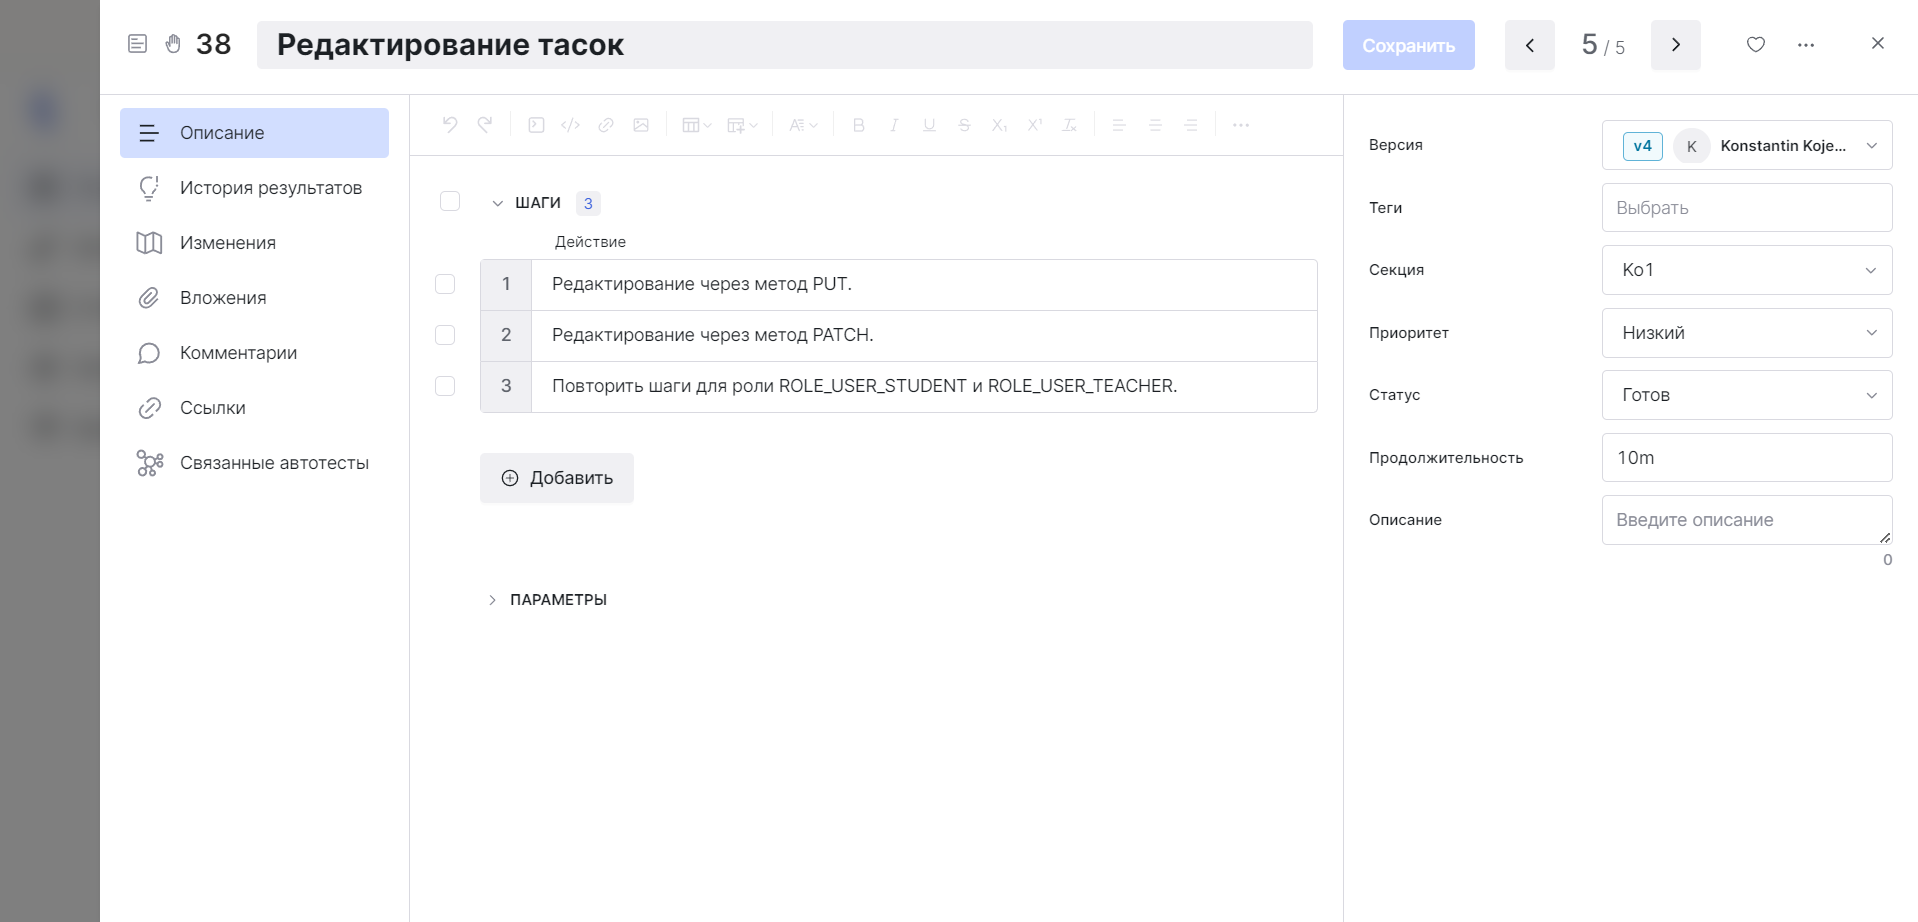 38
Редактирование тасок
Сохранить
5 / 5
Описание
История результатов
Изменения
Вложения
Комментарии
Ссылки
Связанные автотесты
ШАГИ 3
Действие
1 Редактирование через метод PUT.
2 Редактирование через метод PATCH.
3 Повторить шаги для роли ROLE_USER_STUDENT и ROLE_USER_TEACHER.
Добавить
ПАРАМЕТРЫ
Версия v4 K Konstantin Koje...
Теги Выбрать
Секция Ko1
Приоритет Низкий
Статус Готов
Продолжительность 10m
Описание Введите описание
0